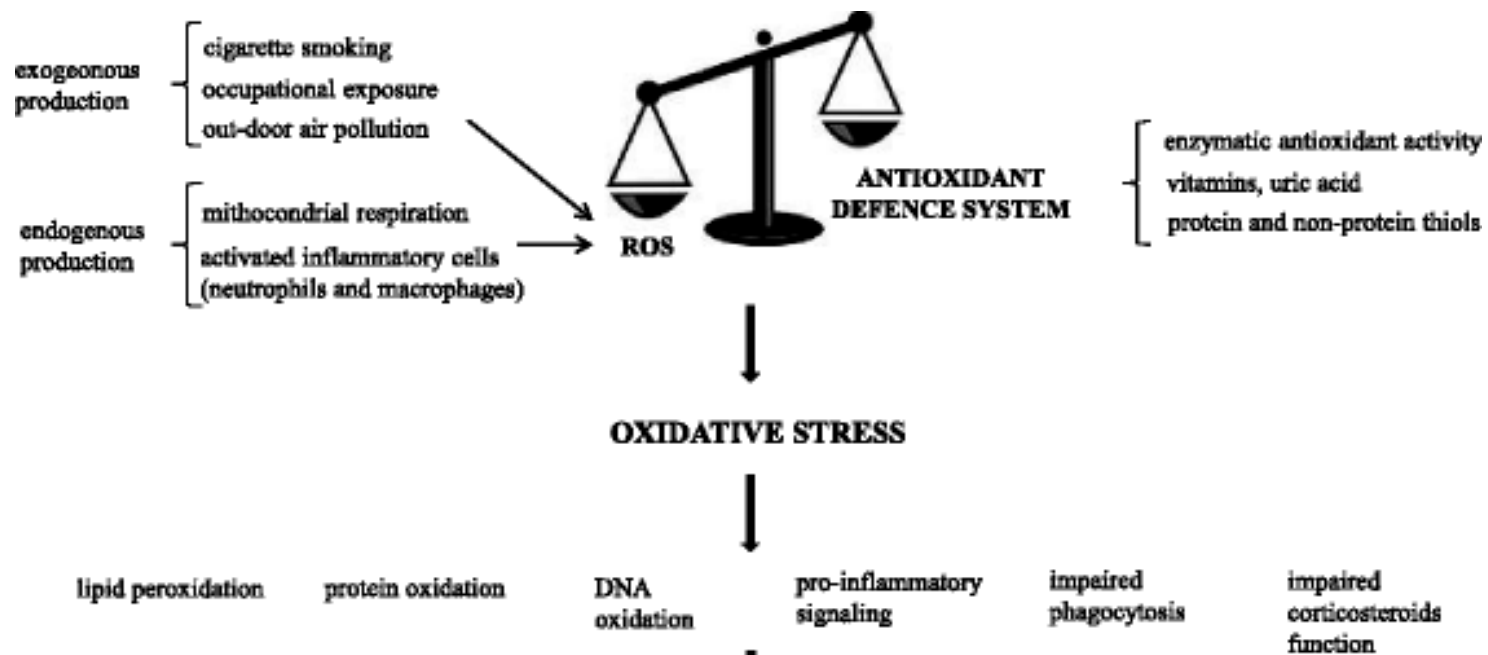 exogeonous
production
cigarette smoking
occupational exposure
out-door air pollution
endogenous
production
mithocondrial respiration
activated inflammatory cells
(neutrophils and macrophages)
ROS
ANTIOXIDANT
DEFENCE SYSTEM
enzymatic antioxidant activity
vitamins, uric acid
protein and non-protein thiols
OXIDATIVE STRESS
lipid peroxidation
protein oxidation
DNA
oxidation
pro-inflammatory
signaling
impaired
phagocytosis
impaired
corticosteroids
function